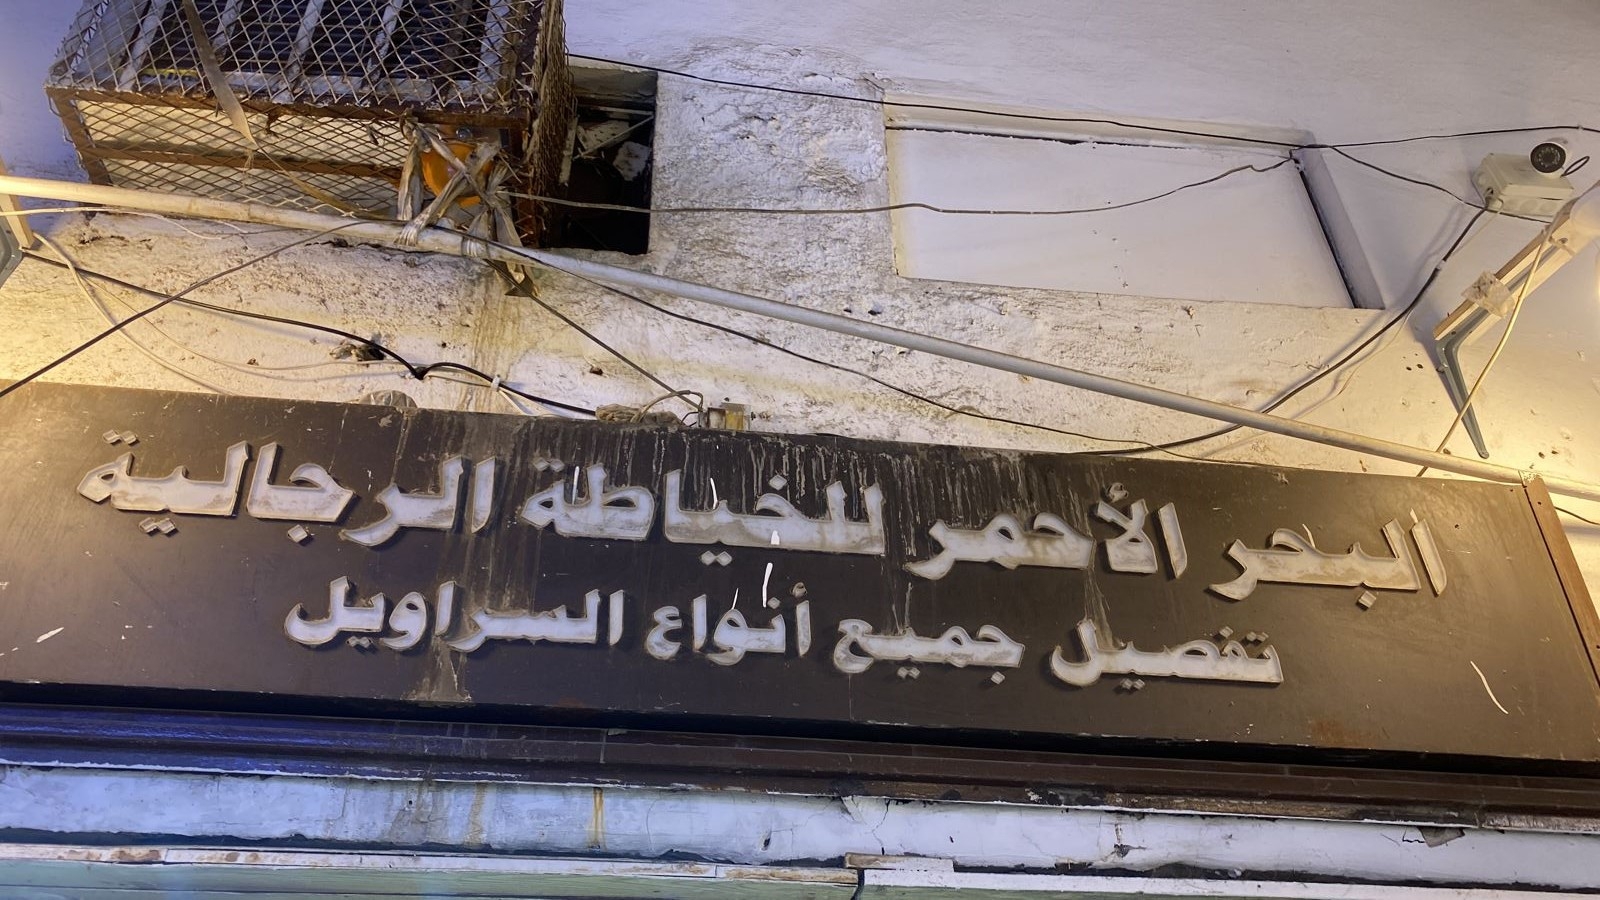 البحر الأحمر للخياطة الرجالية
تفصيل جميع أنواع السراويل